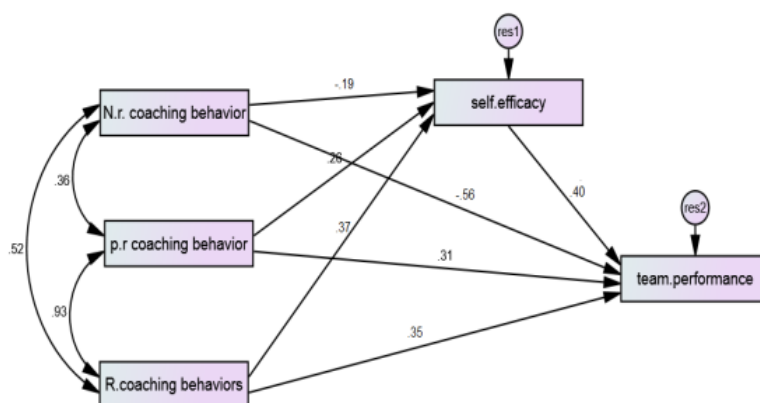 res1
-.19
N.r. coaching behavior
self.efficacy
.36
.26
-.56
.40
res2
.52
p.r coaching behavior
.37
.31
team.performance
.93
.35
R.coaching behaviors